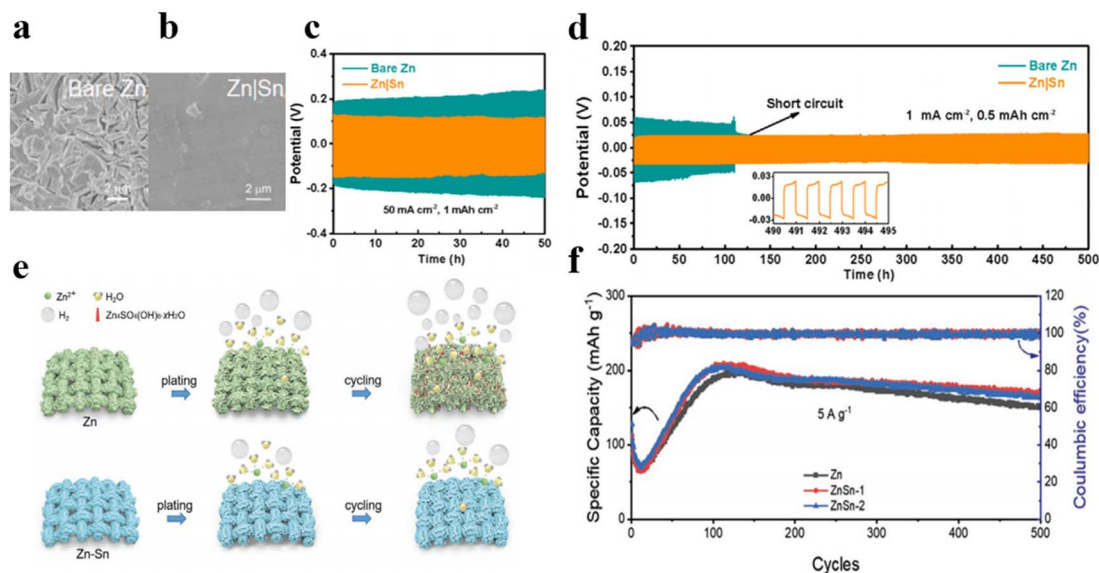 a
Bare Zn
2 μm
b
Zn|Sn
2 μm
c
Bare Zn
Zn|Sn
50 mA cm-2, 1 mAh cm-2
Potential (V)
0.4
0.2
0.0
-0.2
-0.4
0 10 20 30 40 50
Time (h)
d
Bare Zn
Zn|Sn
Short circuit
1 mA cm-2, 0.5 mAh cm-2
Potential (V)
0.20
0.15
0.10
0.05
0.00
-0.05
-0.10
-0.15
-0.20
0.03
0.00
-0.03
490 491 492 493 494 495
0 50 100 150 200 250 300 350 400 450 500
Time (h)
e
Zn2+ H2O
H2 Zn4SO4(OH)6·xH2O
Zn
plating
cycling
Zn-Sn
plating
cycling
f
Specific Capacity (mAh g-1)
300
250
200
150
100
50
0
5 A g-1
Zn
ZnSn-1
ZnSn-2
0 100 200 300 400 500
Cycles
120
100
80
60
40
20
0
Coulumbic efficiency(%)